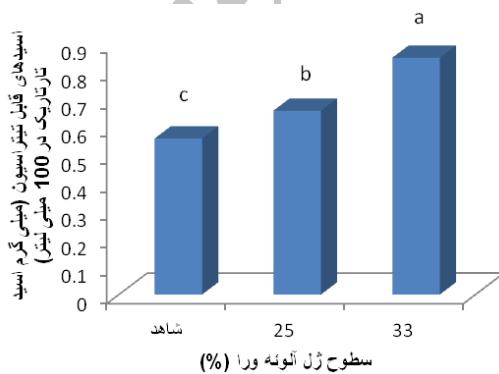 اسیدهای قابل تیتراسیون (میلی گرم اسید
تارتاریک در 100 میلی لیتر)
0.9
0.8
0.7
0.6
0.5
0.4
0.3
0.2
0.1
0
c
b
a
شاهد
25
33
سطوح ژل آلوئه ورا (%)